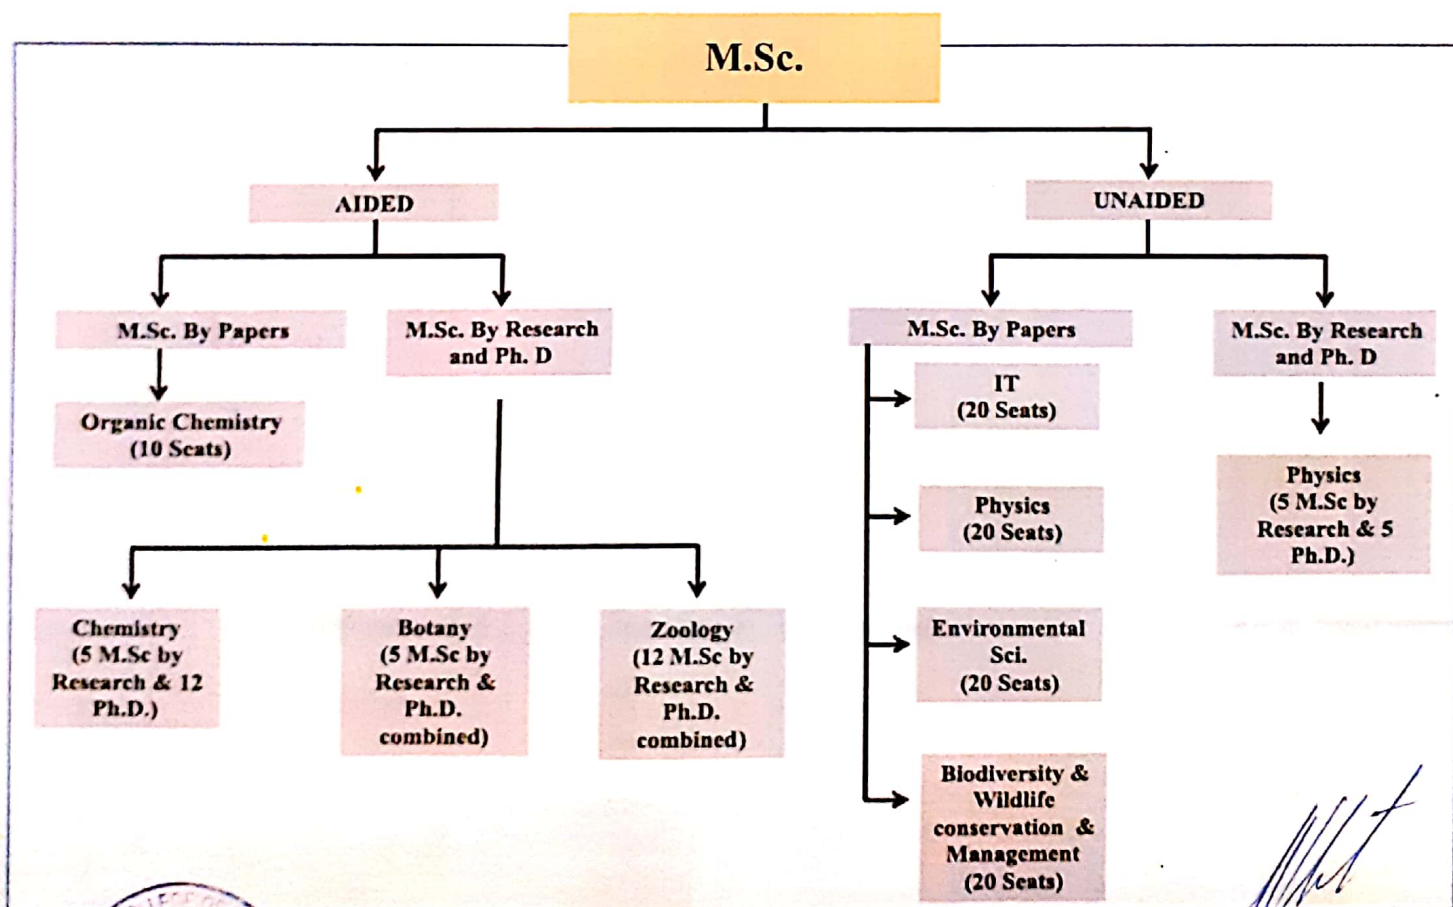 M.Sc.
AIDED
UNAIDED
M.Sc. By Papers
M.Sc. By Research
and Ph. D
M.Sc. By Papers
M.Sc. By Research
and Ph. D
Organic Chemistry
(10 Seats)
IT
(20 Seats)
Physics
(20 Seats)
Physics
(5 M.Sc by
Research & 5
Ph.D.)
Chemistry
(5 M.Sc by
Research & 12
Ph.D.)
Botany
(5 M.Sc by
Research &
Ph.D.
combined)
Zoology
(12 M.Sc by
Research &
Ph.D.
combined)
Environmental
Sci.
(20 Seats)
Biodiversity &
Wildlife
conservation &
Management
(20 Seats)